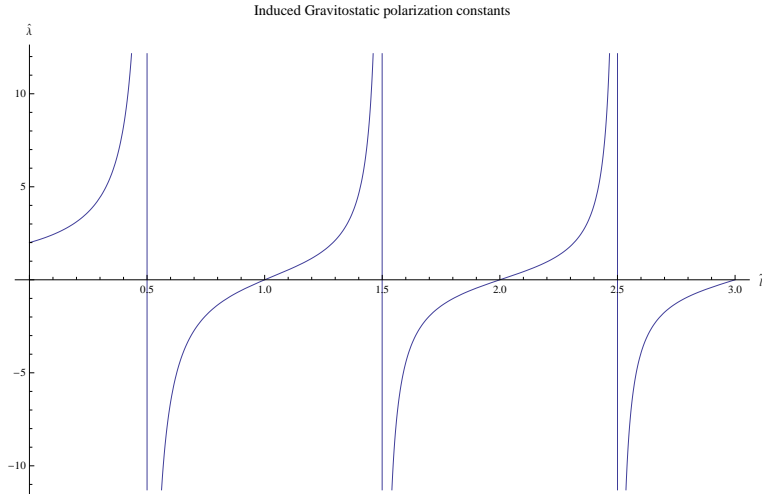 Induced Gravitostatic polarization constants
λ̂
10
5
0.5 1.0 1.5 2.0 2.5 3.0 l̂
−5
−10